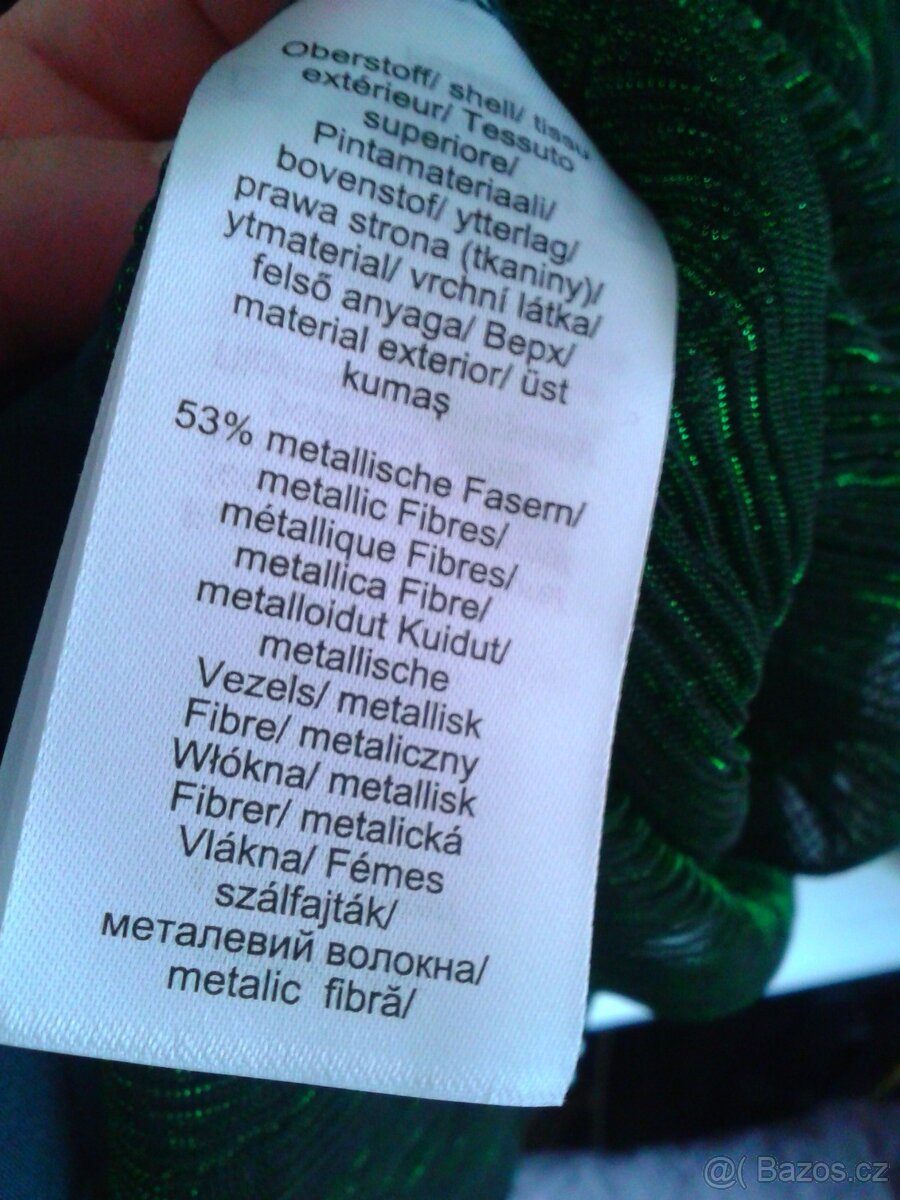 Oberstoff/ shell/ tissu
extérieur/ Tessuto
superiore/
Pintamateriaali/
bovenstof/ ytterlag/
prawa strona (tkaniny)/
ytmaterial/ vrchní látka/
felső anyaga/ Верх/
material exterior/ üst
kumaş
53% metallische Fasern/
metallic Fibres/
métallique Fibres/
metallica Fibre/
metalloidut Kuidut/
metallische
Vezels/ metallisk
Fibre/ metaliczny
Włókna/ metallisk
Fibrer/ metalická
Vlákna/ Fémes
szálfajták/
металевий волокна/
metalic fibră/
@( Bazos.cz